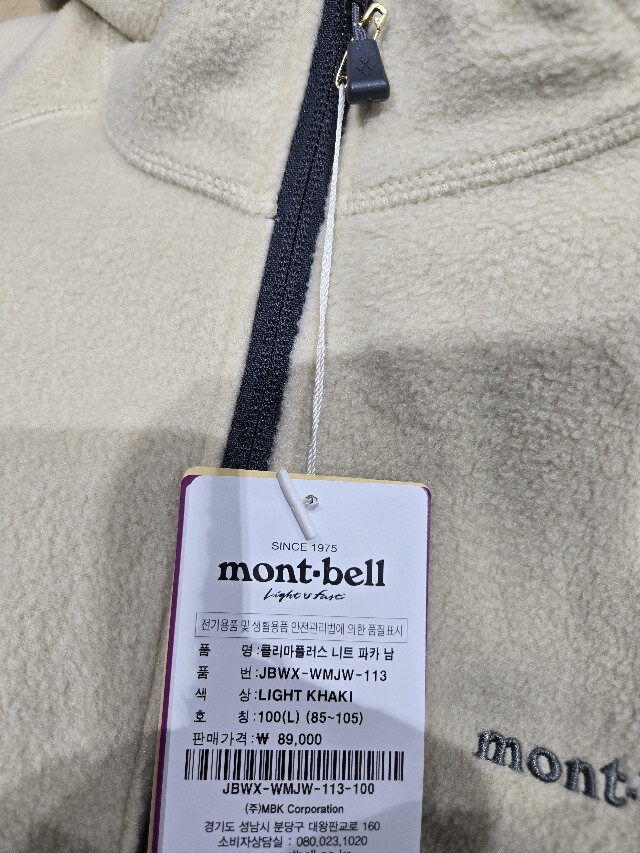 SINCE 1975
mont-bell
Light & Fast
전기용품 및 생활용품 안전관리법에 의한 품질표시
품 명:클리마플러스 니트 파카 남
품 번:JBWX-WMJW-113
색 상:LIGHT KHAKI
호 칭:100(L) (85~105)
판매가격:₩ 89,000
JBWX-WMJW-113-100
(주)MBK Corporation
경기도 성남시 분당구 대왕판교로 160
소비자상담실 : 080.023.1020
mont-